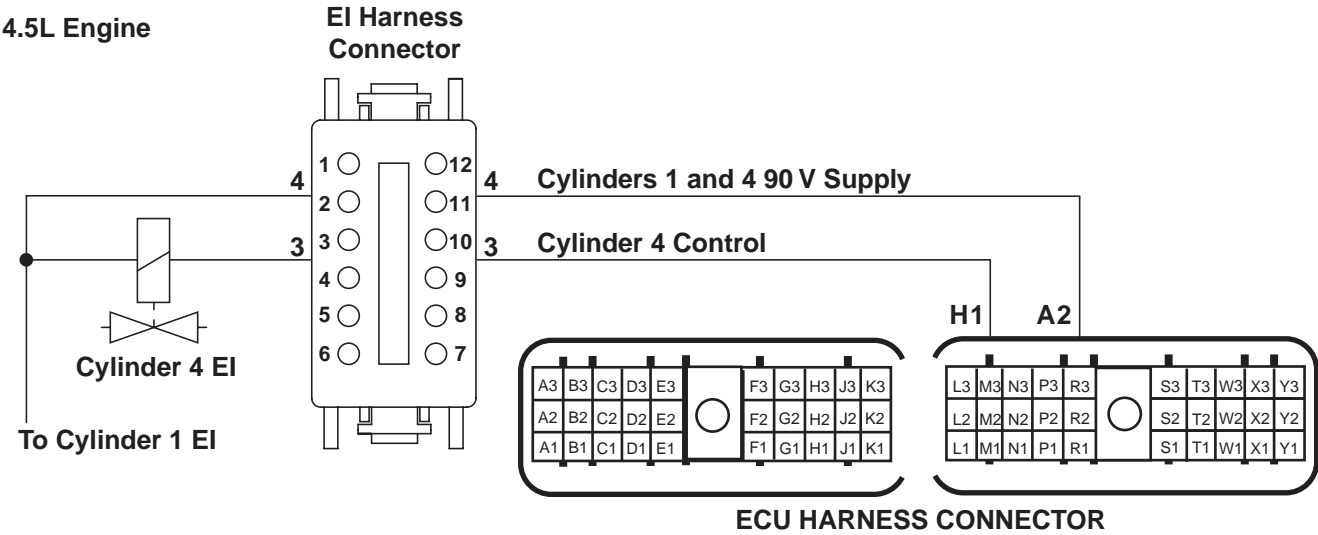 4.5L Engine
EI Harness
Connector
1 12
4 4 Cylinders 1 and 4 90 V Supply
2 11
3 10
3 3 Cylinder 4 Control
4 9
5 8
6 7
H1 A2
Cylinder 4 EI
To Cylinder 1 EI
A3 B3 C3 D3 E3 F3 G3 H3 J3 K3
A2 B2 C2 D2 E2 F2 G2 H2 J2 K2
A1 B1 C1 D1 E1 F1 G1 H1 J1 K1
L3 M3 N3 P3 R3 S3 T3 W3 X3 Y3
L2 M2 N2 P2 R2 S2 T2 W2 X2 Y2
L1 M1 N1 P1 R1 S1 T1 W1 X1 Y1
ECU HARNESS CONNECTOR